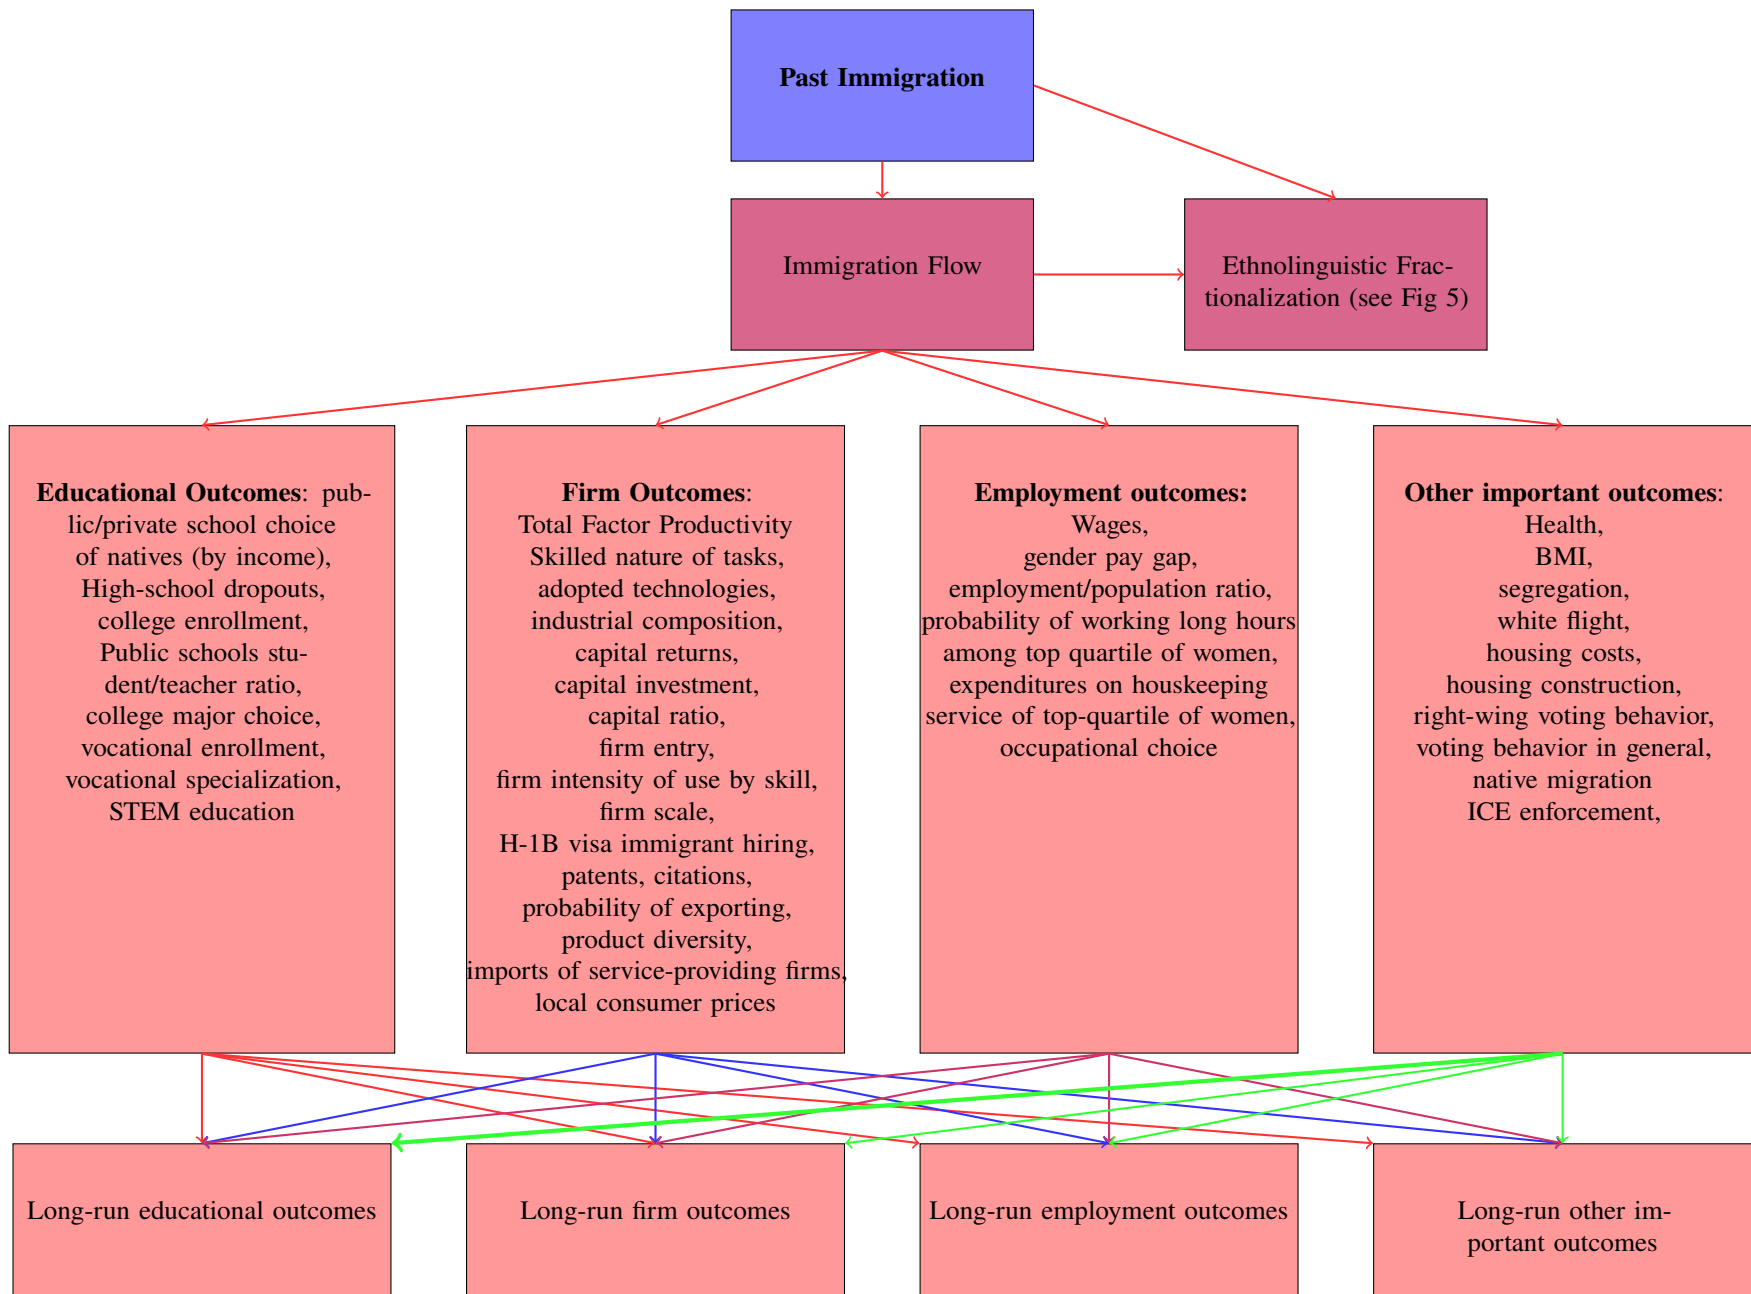 Past Immigration
Immigration Flow
Ethnolinguistic Frac-
tionalization (see Fig 5)
Educational Outcomes: pub-
lic/private school choice
of natives (by income),
High-school dropouts,
college enrollment,
Public schools stu-
dent/teacher ratio,
college major choice,
vocational enrollment,
vocational specialization,
STEM education
Firm Outcomes:
Total Factor Productivity
Skilled nature of tasks,
adopted technologies,
industrial composition,
capital returns,
capital investment,
capital ratio,
firm entry,
firm intensity of use by skill,
firm scale,
H-1B visa immigrant hiring,
patents, citations,
probability of exporting,
product diversity,
imports of service-providing firms,
local consumer prices
Employment outcomes:
Wages,
gender pay gap,
employment/population ratio,
probability of working long hours
among top quartile of women,
expenditures on houskeeping
service of top-quartile of women,
occupational choice
Other important outcomes:
Health,
BMI,
segregation,
white flight,
housing costs,
housing construction,
right-wing voting behavior,
voting behavior in general,
native migration
ICE enforcement,
Long-run educational outcomes
Long-run firm outcomes
Long-run employment outcomes
Long-run other im-
portant outcomes